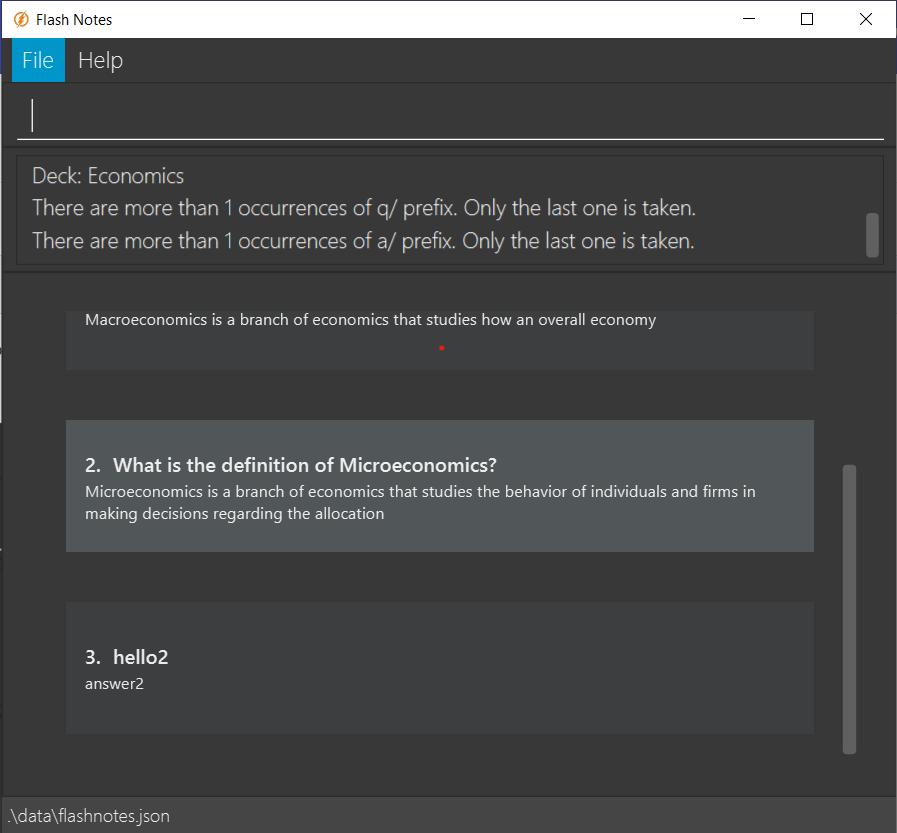 Flash Notes
File Help
Deck: Economics
There are more than 1 occurrences of q/ prefix. Only the last one is taken.
There are more than 1 occurrences of a/ prefix. Only the last one is taken.
Macroeconomics is a branch of economics that studies how an overall economy
2. What is the definition of Microeconomics?
Microeconomics is a branch of economics that studies the behavior of individuals and firms in
making decisions regarding the allocation
3. hello2
answer2
.\data\flashnotes.json